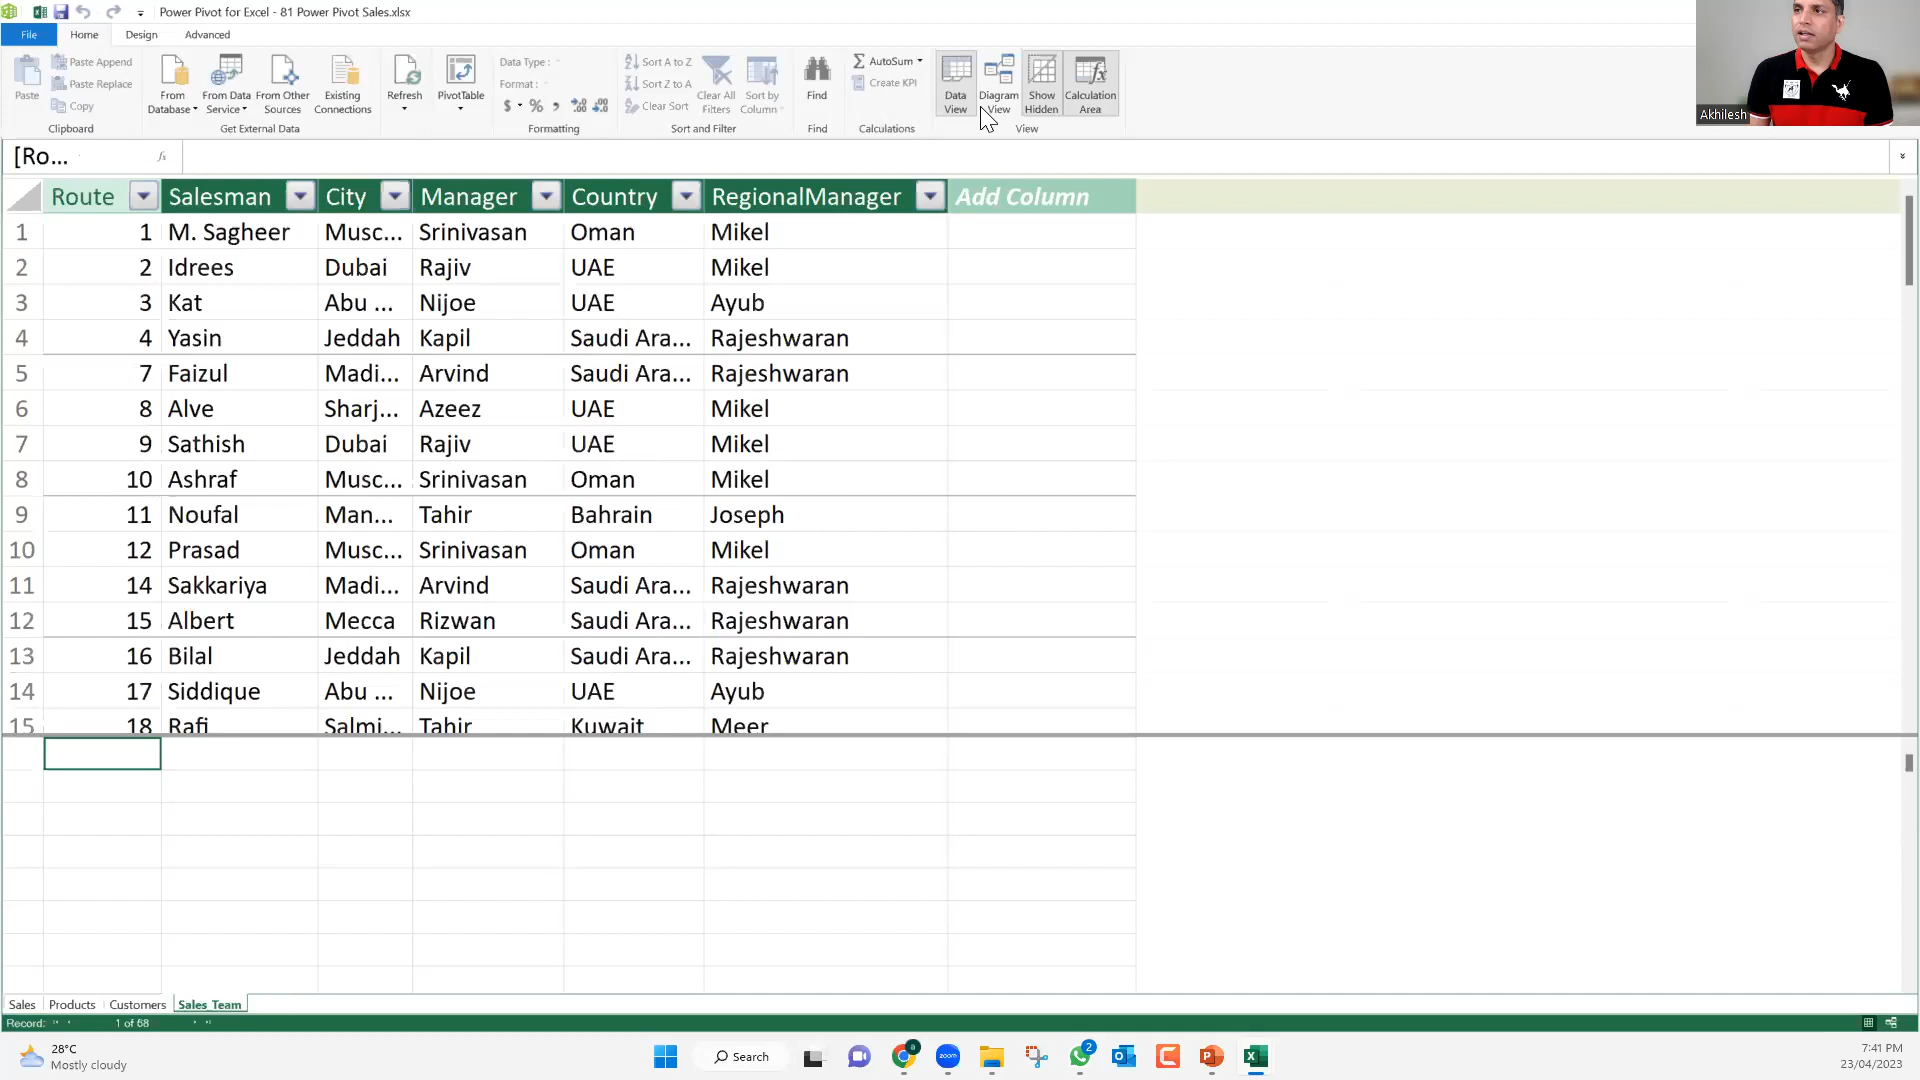 Power Pivot for Excel - 81 Power Pivot Sales.xlsx
File Home Design Advanced
Paste
Paste Append
Paste Replace
Copy
Clipboard
From Database
From Data Service
From Other Sources
Existing Connections
Get External Data
Refresh
PivotTable
Data Type :
Format :
$ % ,
Formatting
Sort A to Z
Sort Z to A
Clear Sort
Clear All Filters
Sort by Column
Sort and Filter
Find
Find
AutoSum
Create KPI
Calculations
Data View
Diagram View
Show Hidden
Calculation Area
View
Akhilesh
[Ro... fx
Route Salesman City Manager Country RegionalManager Add Column
1 1 M. Sagheer Musc... Srinivasan Oman Mikel
2 2 Idrees Dubai Rajiv UAE Mikel
3 3 Kat Abu ... Nijoe UAE Ayub
4 4 Yasin Jeddah Kapil Saudi Ara... Rajeshwaran
5 7 Faizul Madi... Arvind Saudi Ara... Rajeshwaran
6 8 Alve Sharj... Azeez UAE Mikel
7 9 Sathish Dubai Rajiv UAE Mikel
8 10 Ashraf Musc... Srinivasan Oman Mikel
9 11 Noufal Man... Tahir Bahrain Joseph
10 12 Prasad Musc... Srinivasan Oman Mikel
11 14 Sakkariya Madi... Arvind Saudi Ara... Rajeshwaran
12 15 Albert Mecca Rizwan Saudi Ara... Rajeshwaran
13 16 Bilal Jeddah Kapil Saudi Ara... Rajeshwaran
14 17 Siddique Abu ... Nijoe UAE Ayub
15 18 Rafi Salmi... Tahir Kuwait Meer
Sales Products Customers Sales_Team
Record: 1 of 68
28°C
Mostly cloudy
Search
zoom
2
7:41 PM
23/04/2023